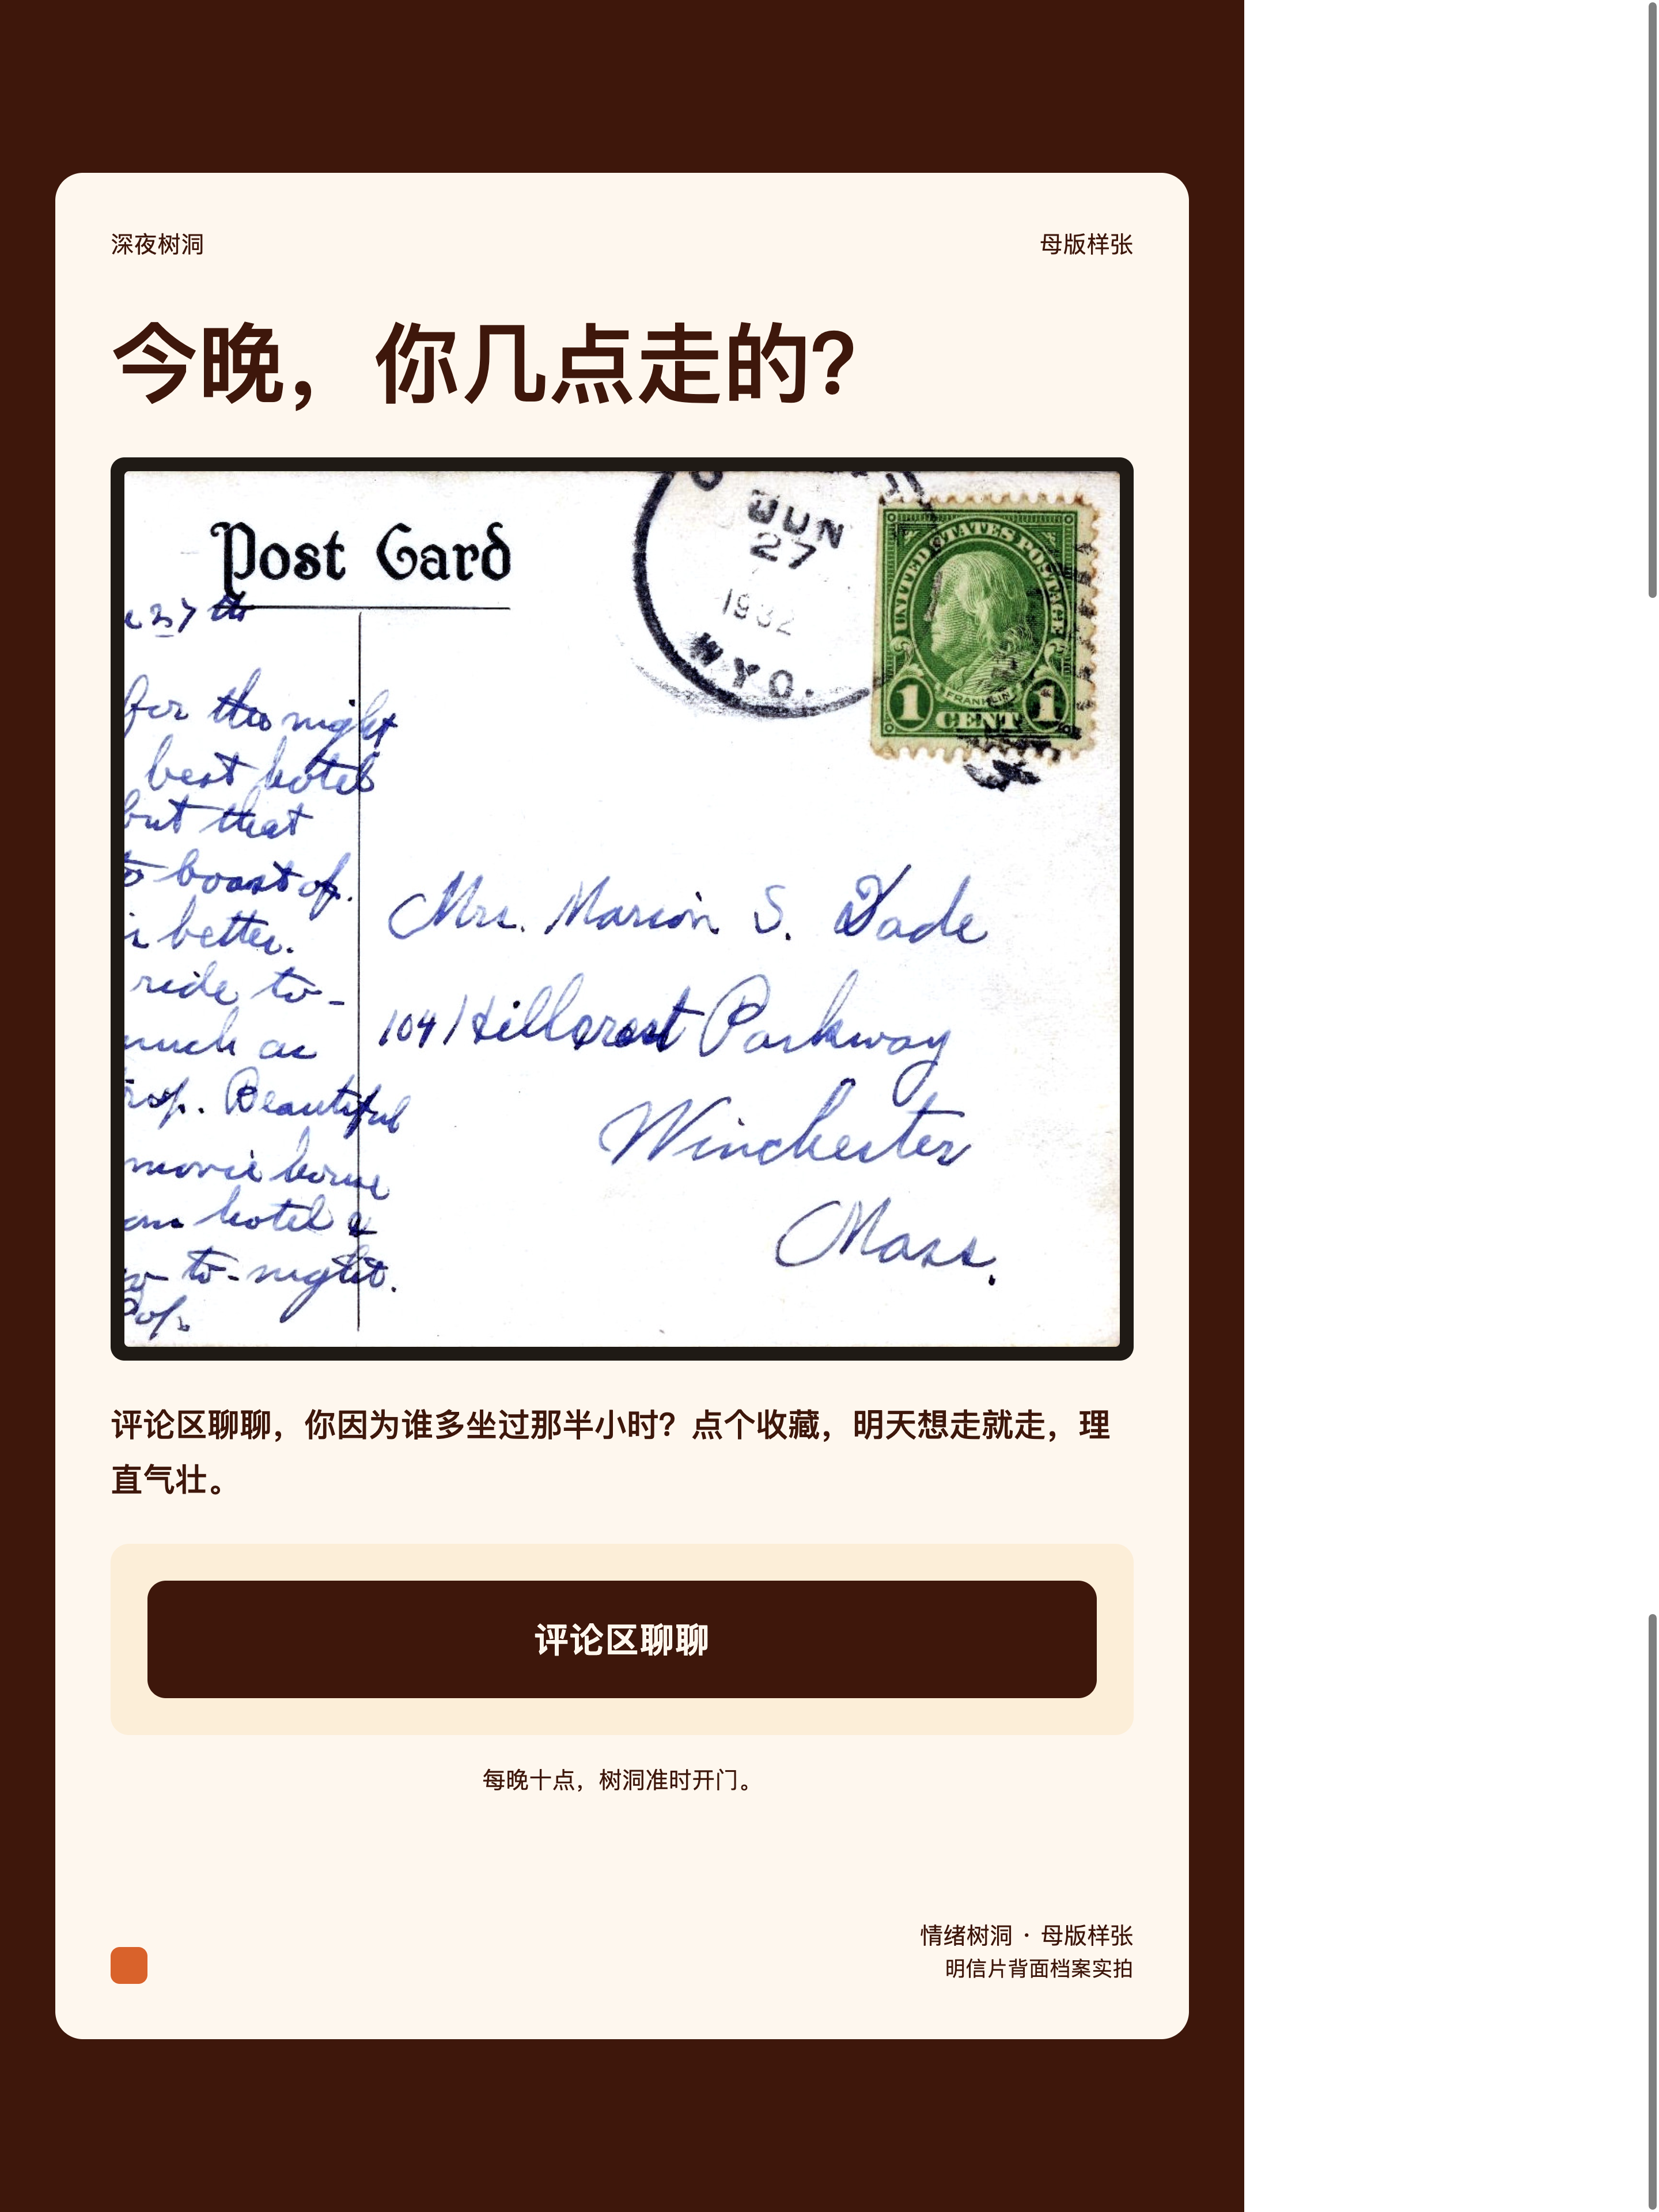 深夜树洞
母版样张
今晚，你几点走的？
Post Card
JUN
27
1932
WYO.
UNITED STATES POSTAGE
FRANKLIN
1 CENT 1
27 th
for the night
best hotel
but that
to boast of.
is better.
ride to-
much as
Beautiful
movie house
hotel &
to-night.
Pop.
Mrs. Marion S. Dade
104 Hillcrest Parkway
Winchester
Mass.
评论区聊聊，你因为谁多坐过那半小时？点个收藏，明天想走就走，理
直气壮。
评论区聊聊
每晚十点，树洞准时开门。
情绪树洞 · 母版样张
明信片背面档案实拍